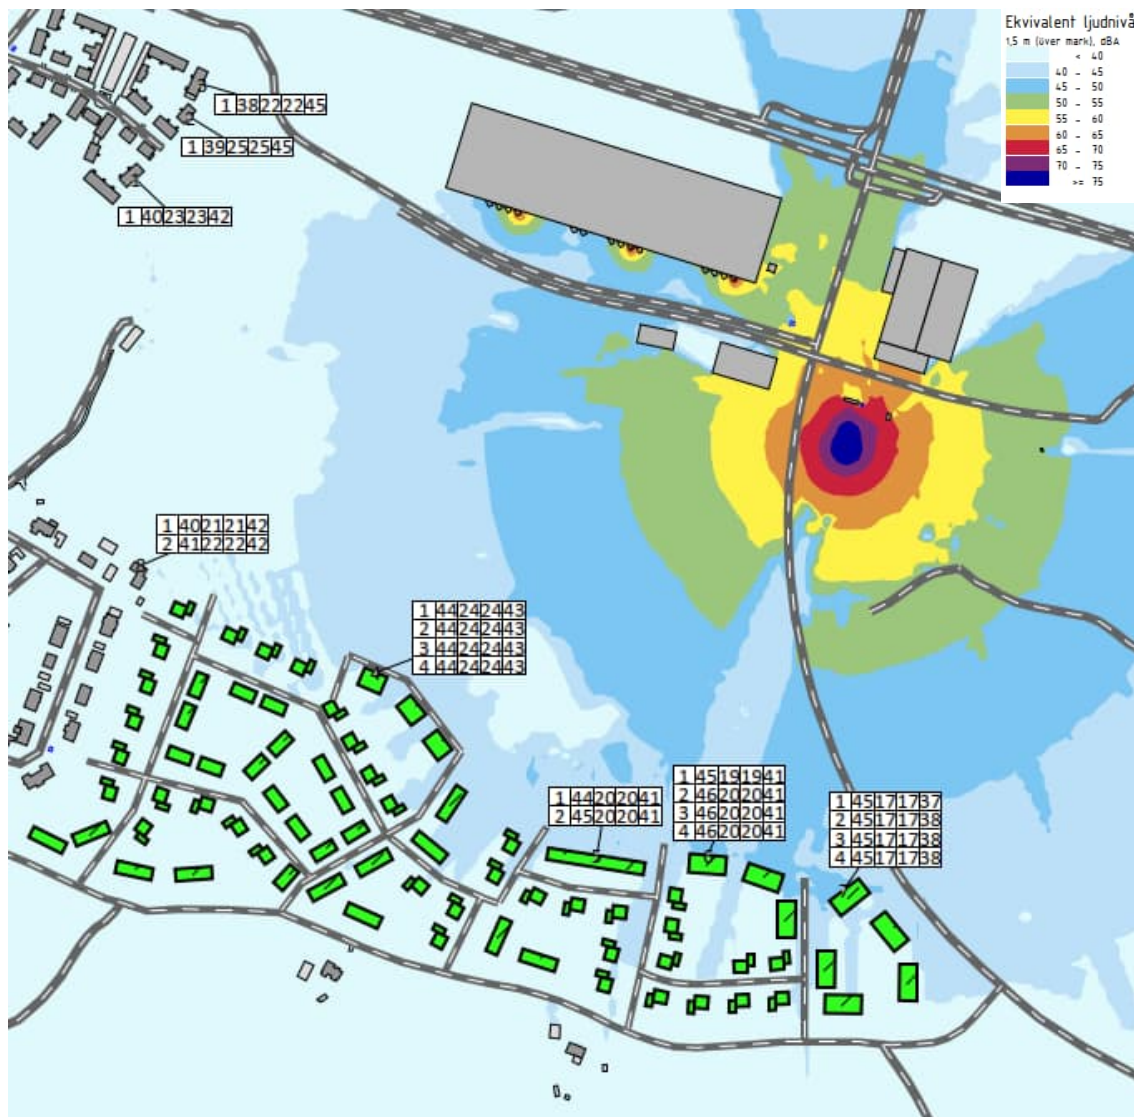 Ekvivalent ljudnivå
1,5 m (över mark), dBA
< 40
40 - 45
45 - 50
50 - 55
55 - 60
60 - 65
65 - 70
70 - 75
>= 75
1 38 22 22 45
1 39 25 25 45
1 40 23 23 42
1 40 21 21 42
2 41 22 22 42
1 44 24 24 43
2 44 24 24 43
3 44 24 24 43
4 44 24 24 43
1 44 20 20 41
2 45 20 20 41
1 45 19 19 41
2 46 20 20 41
3 46 20 20 41
4 46 20 20 41
1 45 17 17 37
2 45 17 17 38
3 45 17 17 38
4 45 17 17 38